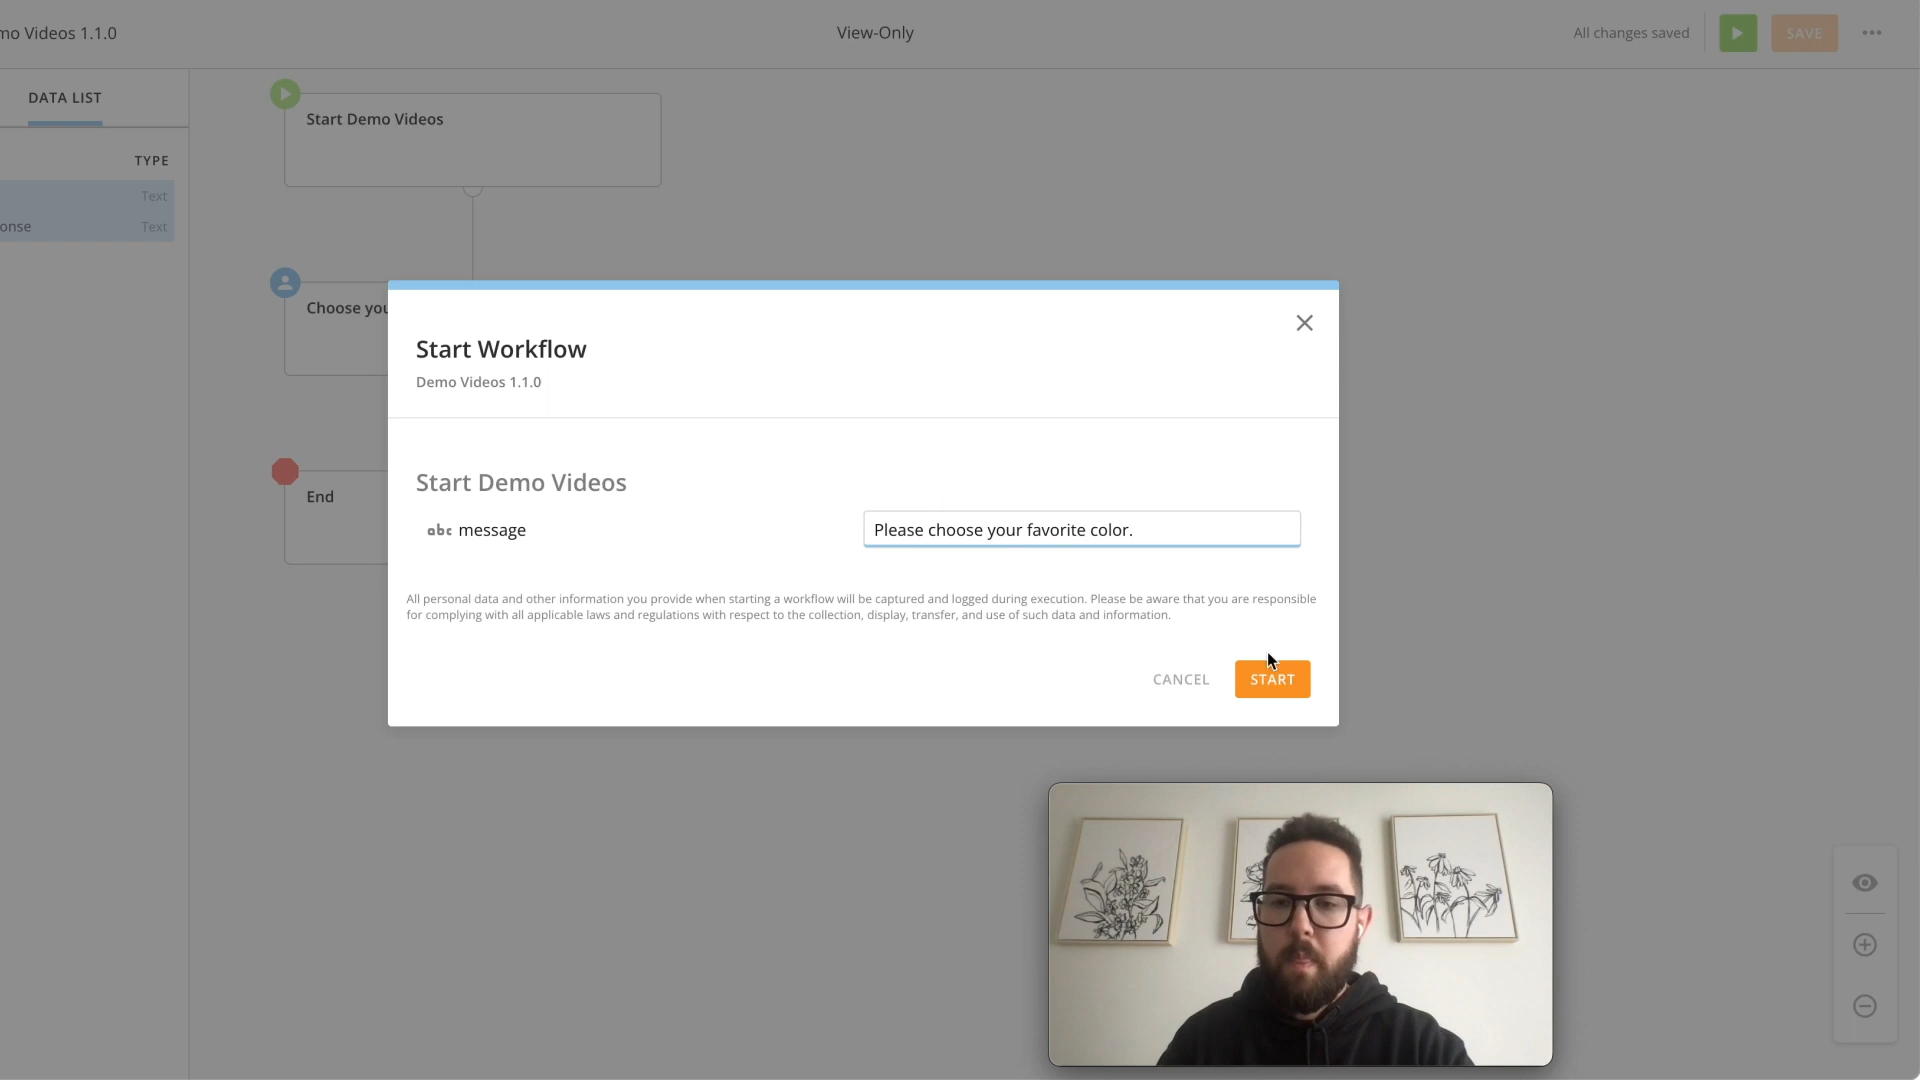 mo Videos 1.1.0
View-Only
All changes saved
SAVE
DATA LIST
TYPE
Text
onse
Text
Start Demo Videos
Choose you
End
Start Workflow
Demo Videos 1.1.0
Start Demo Videos
abc message
Please choose your favorite color.
All personal data and other information you provide when starting a workflow will be captured and logged during execution. Please be aware that you are responsible
for complying with all applicable laws and regulations with respect to the collection, display, transfer, and use of such data and information.
CANCEL
START